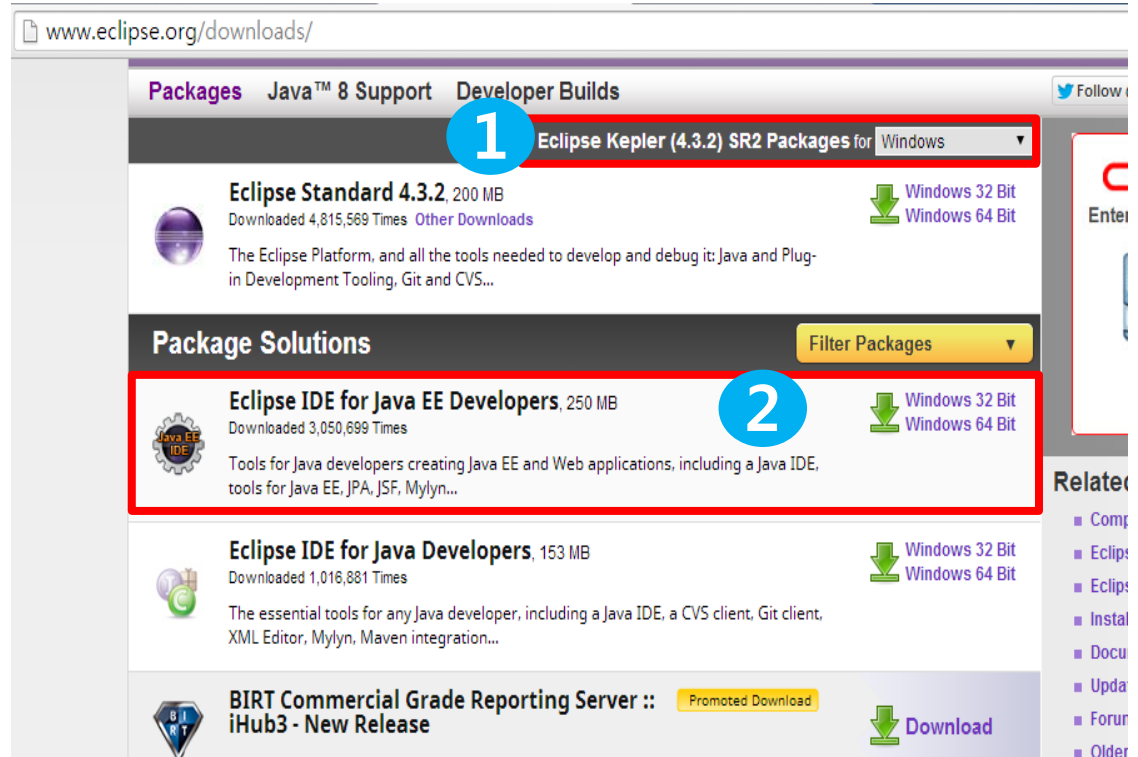 www.eclipse.org/downloads/
Packages Java™ 8 Support Developer Builds
Follow
1
Eclipse Kepler (4.3.2) SR2 Packages for Windows
Eclipse Standard 4.3.2, 200 MB
Downloaded 4,815,569 Times Other Downloads
The Eclipse Platform, and all the tools needed to develop and debug it: Java and Plug-
in Development Tooling, Git and CVS...
Windows 32 Bit
Windows 64 Bit
Package Solutions
Filter Packages
2
Eclipse IDE for Java EE Developers, 250 MB
Downloaded 3,050,699 Times
Tools for Java developers creating Java EE and Web applications, including a Java IDE,
tools for Java EE, JPA, JSF, Mylyn...
Windows 32 Bit
Windows 64 Bit
Java EE
IDE
Eclipse IDE for Java Developers, 153 MB
Downloaded 1,016,881 Times
The essential tools for any Java developer, including a Java IDE, a CVS client, Git client,
XML Editor, Mylyn, Maven integration...
Windows 32 Bit
Windows 64 Bit
BIRT Commercial Grade Reporting Server ::
iHub3 - New Release
Promoted Download
Download
BIRT